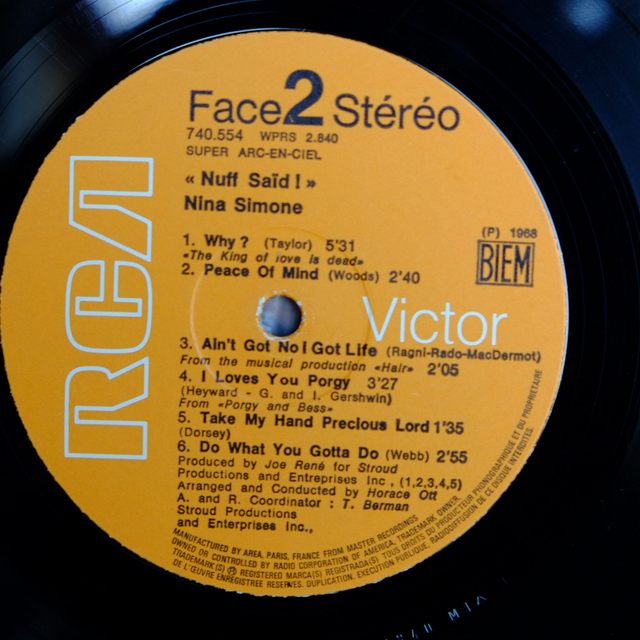 Face 2 Stéréo
740.554 WPRS 2.840
SUPER ARC-EN-CIEL
« Nuff Saïd ! »
Nina Simone
(P) 1968
BIEM
1. Why ? (Taylor) 5'31
«The King of love is dead»
2. Peace Of Mind (Woods) 2'40
RCA
Victor
3. Ain't Got No I Got Life (Ragni-Rado-MacDermot)
From the musical production «Hair» 2'05
4. I Loves You Porgy 3'27
(Heyward - G. and I. Gershwin)
From «Porgy and Bess»
5. Take My Hand Precious Lord 1'35
(Dorsey)
6. Do What You Gotta Do (Webb) 2'55
Produced by Joe René for Stroud
Productions and Entreprises Inc., (1,2,3,4,5)
Arranged and Conducted by Horace Ott
A. and R. Coordinator : T. Berman
Stroud Productions
and Enterprises Inc.,
MANUFACTURED BY AREA, PARIS, FRANCE FROM MASTER RECORDINGS
OWNED OR CONTROLLED BY RADIO CORPORATION OF AMERICA, TRADEMARK OWNER.
TRADEMARK(S) ® REGISTERED MARCA(S) REGISTRADA(S) TOUS DROITS DU PRODUCTEUR PHONOGRAPHIQUE ET DU PROPRIETAIRE
DE L'ŒUVRE ENREGISTREE RESERVES. DUPLICATION, EXECUTION PUBLIQUE, RADIODIFFUSION DE CE DISQUE INTERDITES.